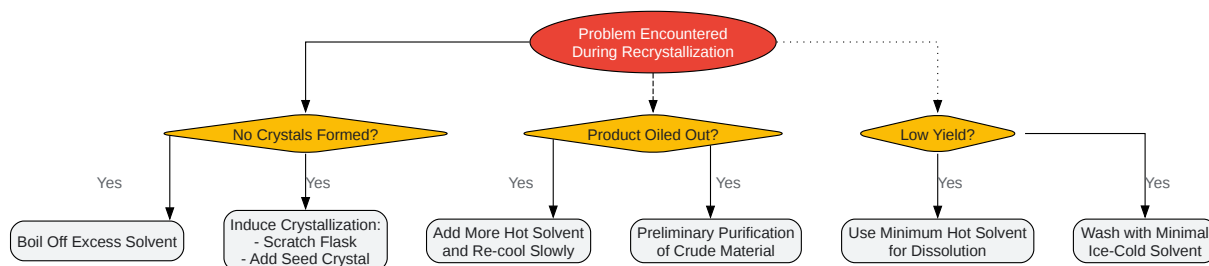 Problem Encountered
During Recrystallization
No Crystals Formed?
Product Oiled Out?
Low Yield?
Yes
Yes
Yes
Yes
Yes
Yes
Boil Off Excess Solvent
Induce Crystallization:
- Scratch Flask
- Add Seed Crystal
Add More Hot Solvent
and Re-cool Slowly
Preliminary Purification
of Crude Material
Use Minimum Hot Solvent
for Dissolution
Wash with Minimal
Ice-Cold Solvent